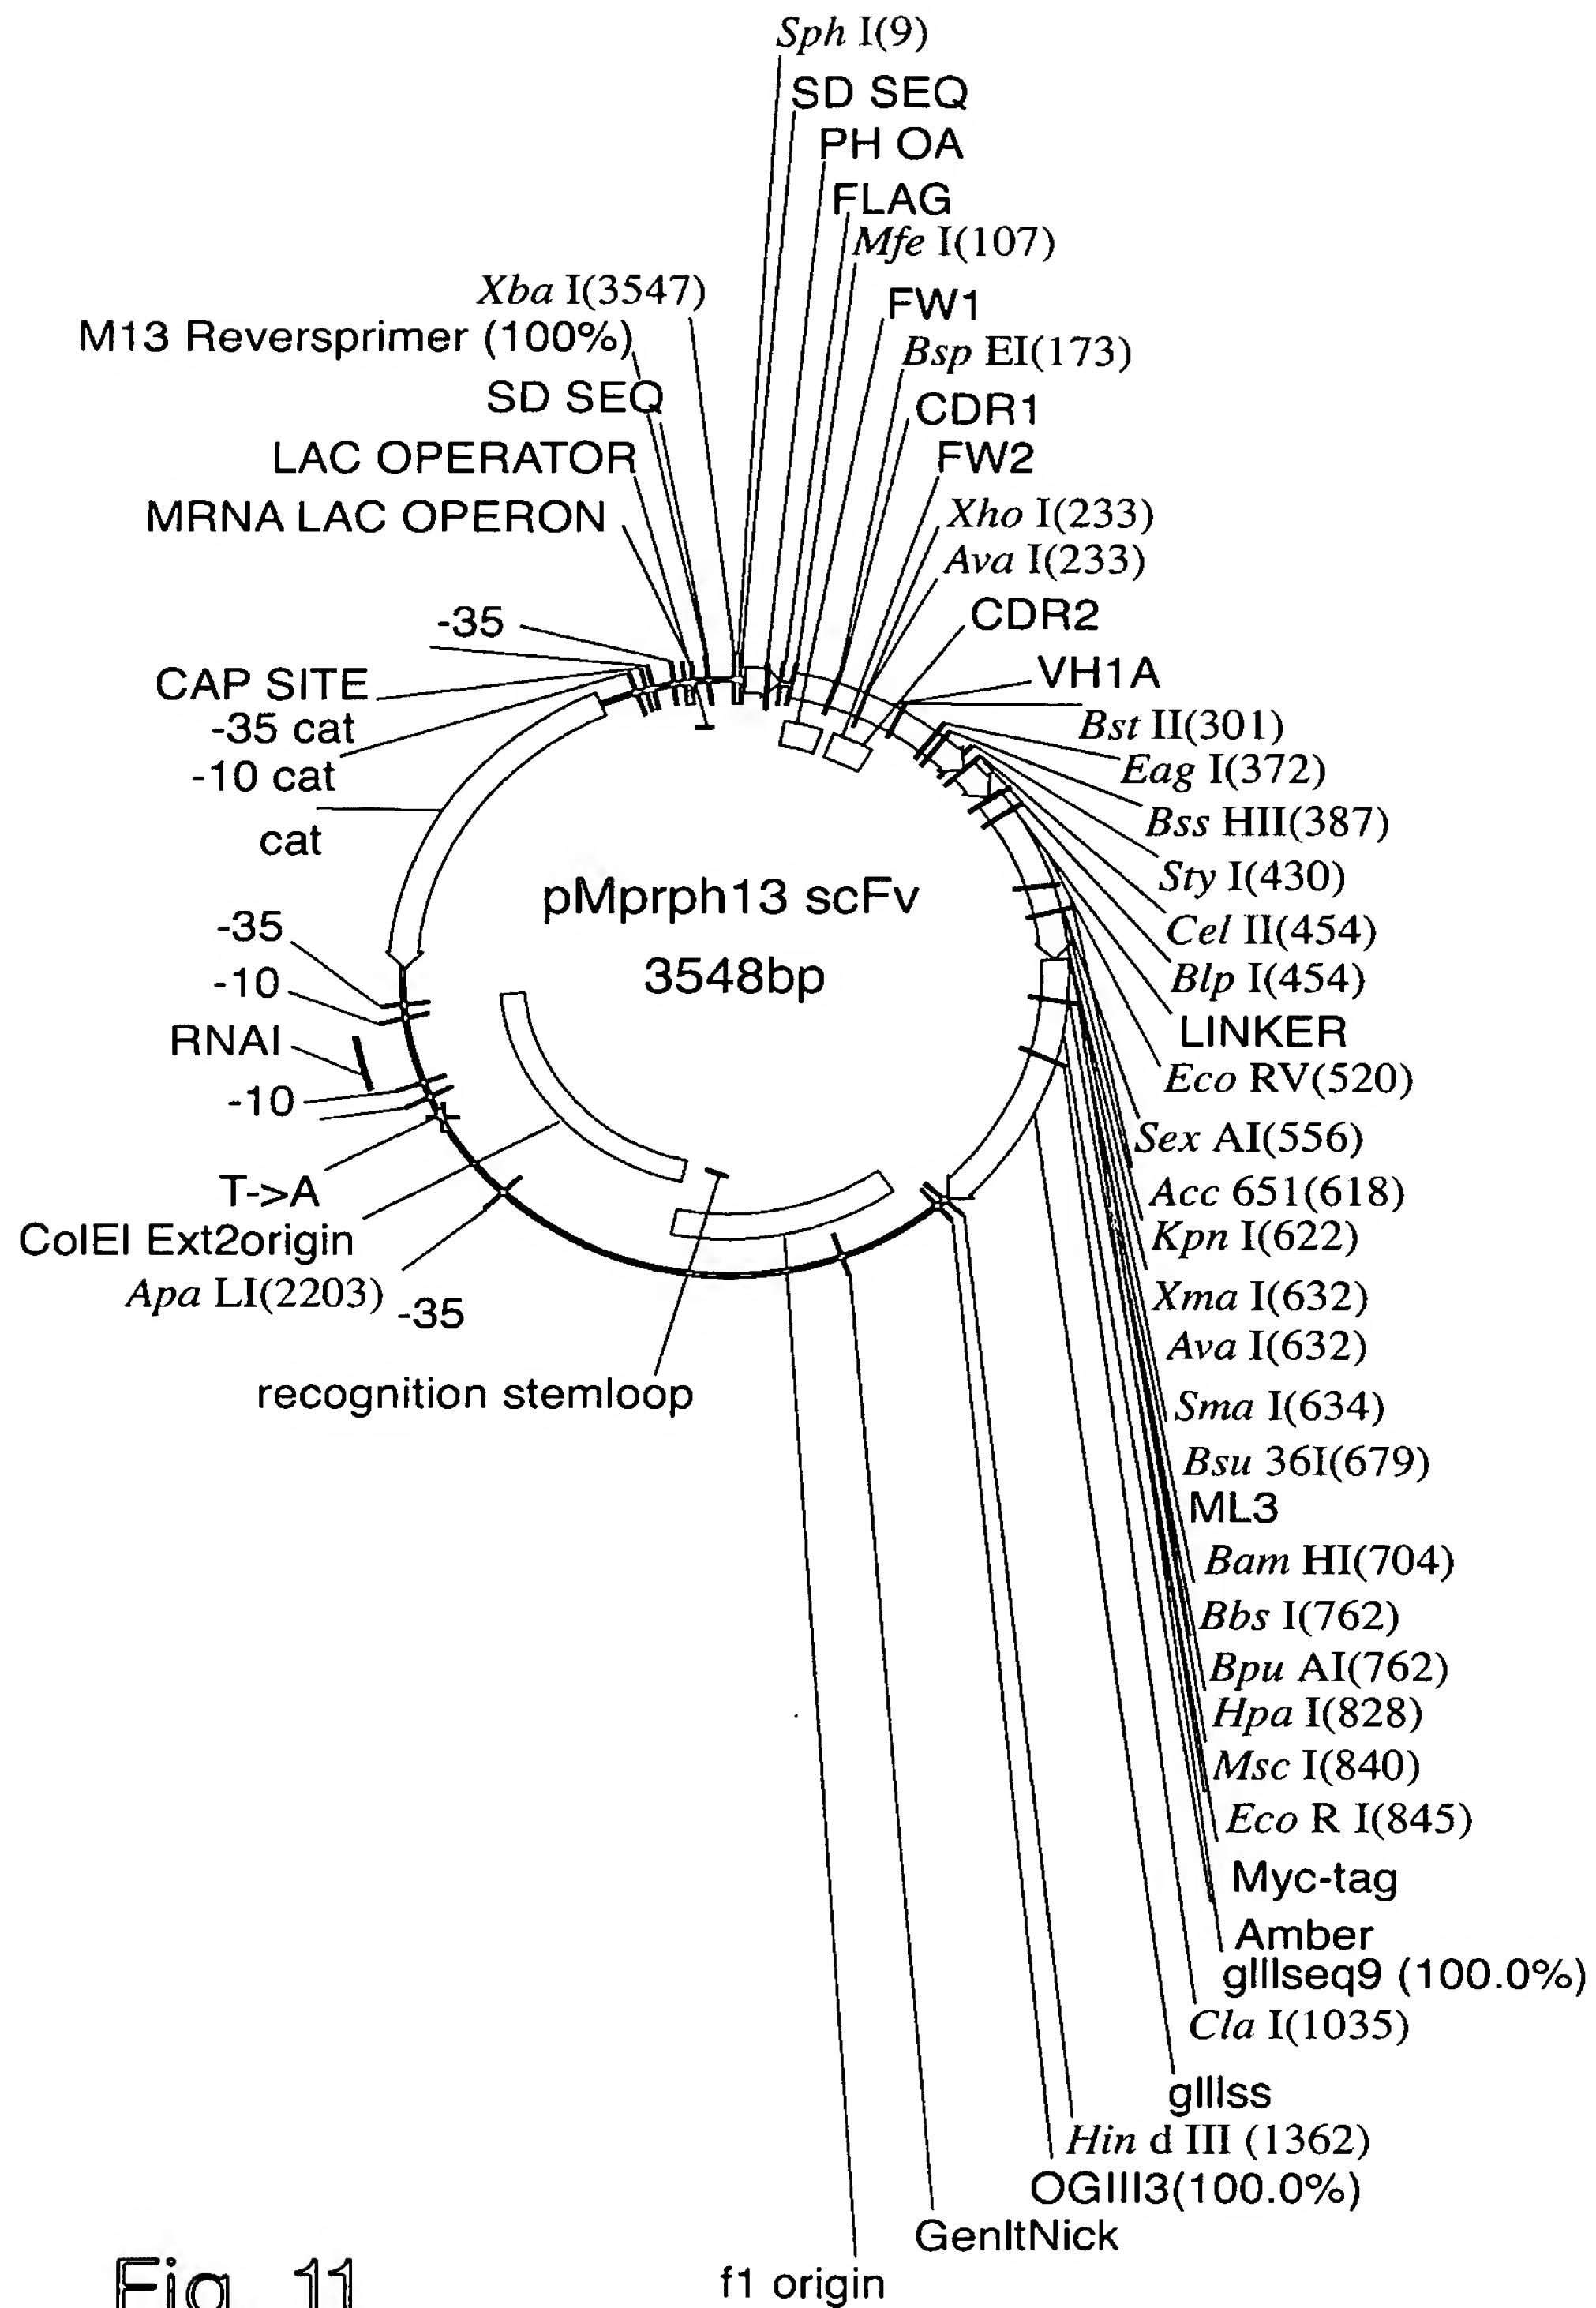 Sph I(9)
SD SEQ
PH OA
FLAG
Mfe I(107)
Xba I(3547)
FW1
M13 Reversprimer (100%)
Bsp EI(173)
SD SEQ
CDR1
LAC OPERATOR
FW2
MRNA LAC OPERON
Xho I(233)
Ava I(233)
-35
CDR2
CAP SITE
VH1A
-35 cat
Bst II(301)
-10 cat
Eag I(372)
cat
Bss HII(387)
Sty I(430)
pMprph13 scFv
3548bp
-35
Cel II(454)
-10
Blp I(454)
RNAI
LINKER
-10
Eco RV(520)
Sex AI(556)
T->A
Acc 651(618)
ColEI Ext2origin
Kpn I(622)
Apa LI(2203)
-35
Xma I(632)
Ava I(632)
recognition stemloop
Sma I(634)
Bsu 36I(679)
ML3
Bam HI(704)
Bbs I(762)
Bpu AI(762)
Hpa I(828)
Msc I(840)
Eco R I(845)
Myc-tag
Amber
gIIIseq9 (100.0%)
Cla I(1035)
gIIIss
Hin d III (1362)
OGIII3(100.0%)
GenItNick
f1 origin
Fig. 11